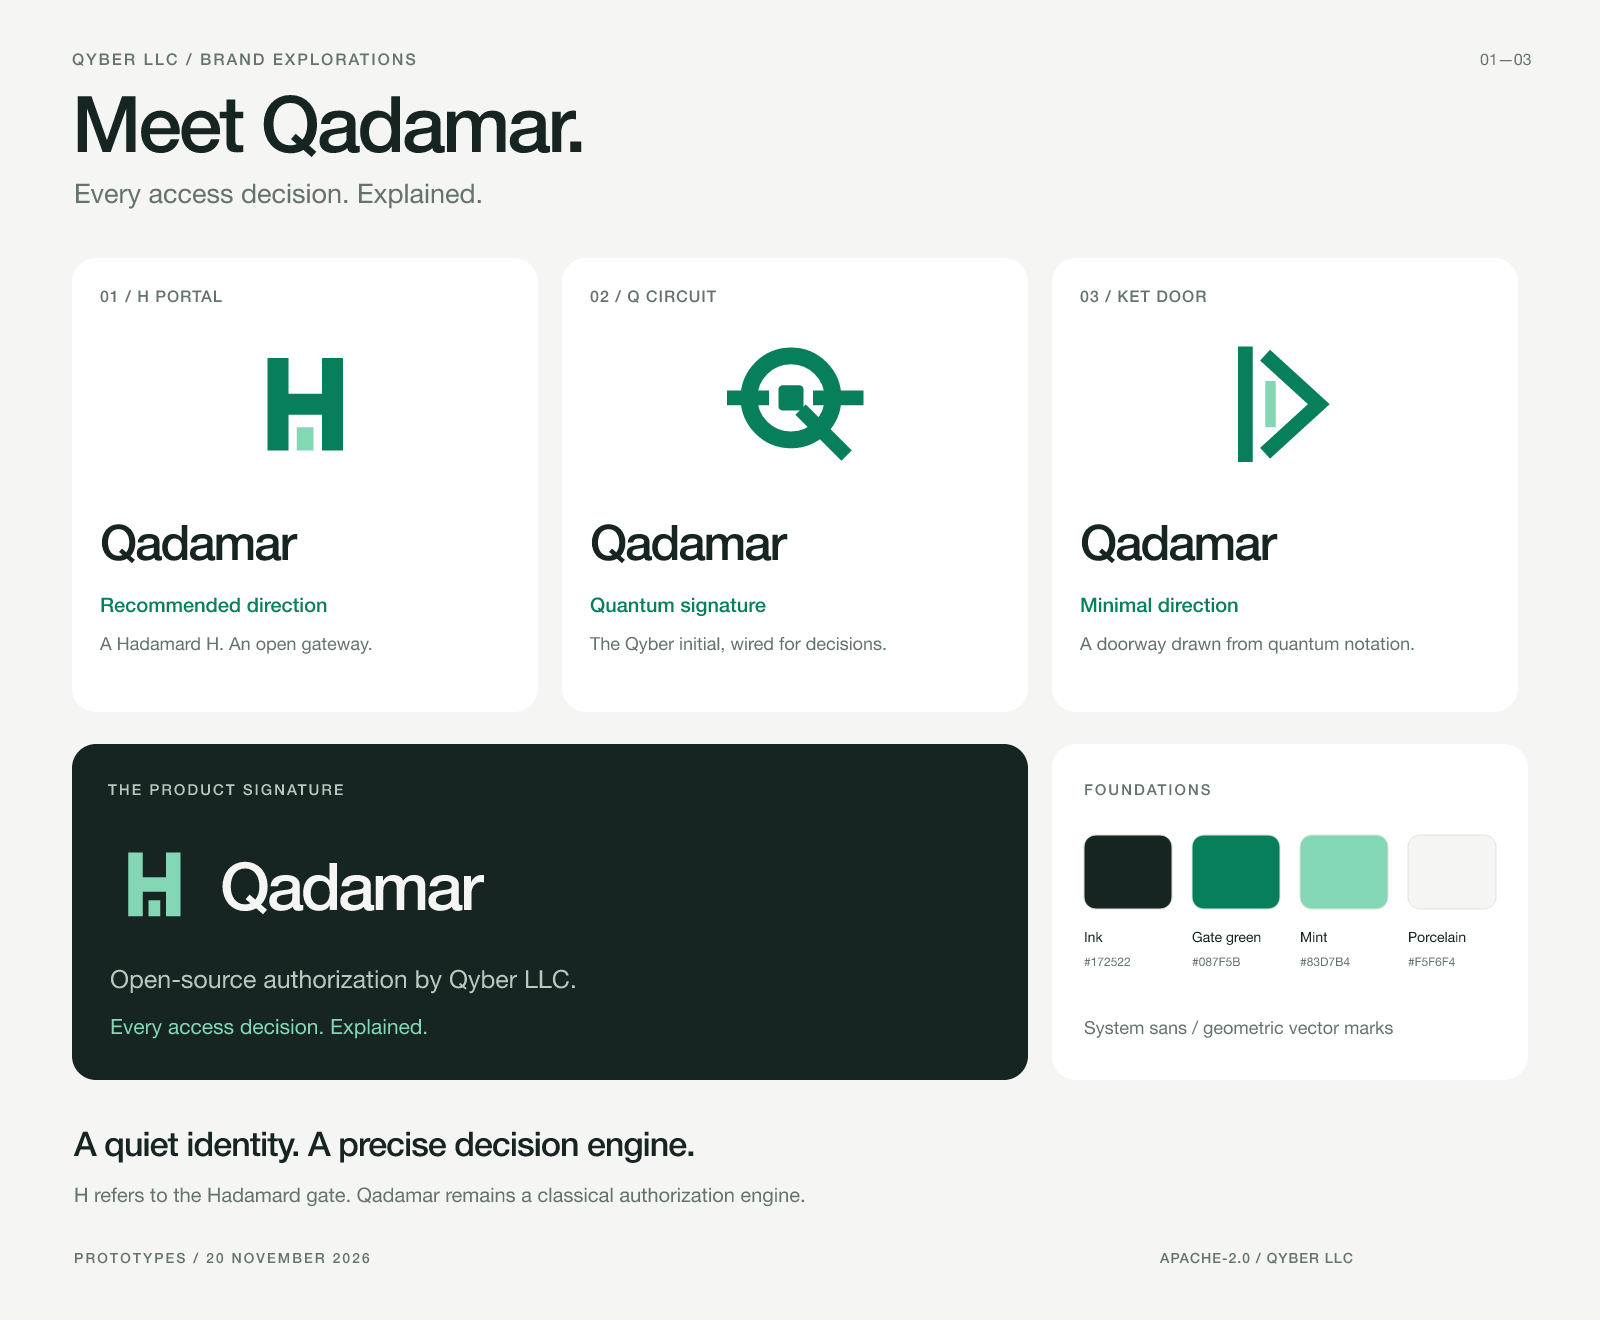 QYBER LLC / BRAND EXPLORATIONS
01—03
Meet Qadamar.
Every access decision. Explained.
01 / H PORTAL
Qadamar
Recommended direction
A Hadamard H. An open gateway.
02 / Q CIRCUIT
Qadamar
Quantum signature
The Qyber initial, wired for decisions.
03 / KET DOOR
Qadamar
Minimal direction
A doorway drawn from quantum notation.
THE PRODUCT SIGNATURE
H Qadamar
Open-source authorization by Qyber LLC.
Every access decision. Explained.
FOUNDATIONS
Ink Gate green Mint Porcelain
#172522 #087F5B #83D7B4 #F5F6F4
System sans / geometric vector marks
A quiet identity. A precise decision engine.
H refers to the Hadamard gate. Qadamar remains a classical authorization engine.
PROTOTYPES / 20 NOVEMBER 2026
APACHE-2.0 / QYBER LLC